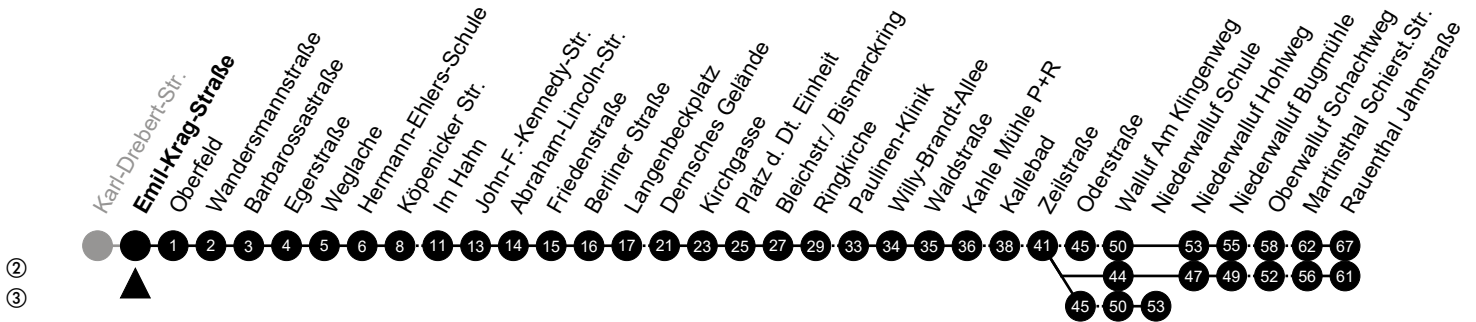 Karl-Drebert-Str.
Emil-Krag-Straße
Oberfeld
Wandersmannstraße
Barbarossastraße
Egerstraße
Weglache
Hermann-Ehlers-Schule
Köpenicker Str.
Im Hahn
John-F.-Kennedy-Str.
Abraham-Lincoln-Str.
Friedenstraße
Berliner Straße
Langenbeckplatz
Dernsches Gelände
Kirchgasse
Platz d. Dt. Einheit
Bleichstr./ Bismarckring
Ringkirche
Paulinen-Klinik
Willy-Brandt-Allee
Waldstraße
Kahle Mühle P+R
Kallebad
Zeilstraße
Oderstraße
Walluf Am Klingenweg
Niederwalluf Schule
Niederwalluf Hohlweg
Niederwalluf Bugmühle
Oberwalluf Schachtweg
Martinsthal Schierst.Str.
Rauenthal Jahnstraße
1 2 3 4 5 6 8 11 13 14 15 16 17 21 23 25 27 29 33 34 35 36 38 41 45 50 53 55 58 62 67
② 44 47 49 52 56 61
③ 45 50 53